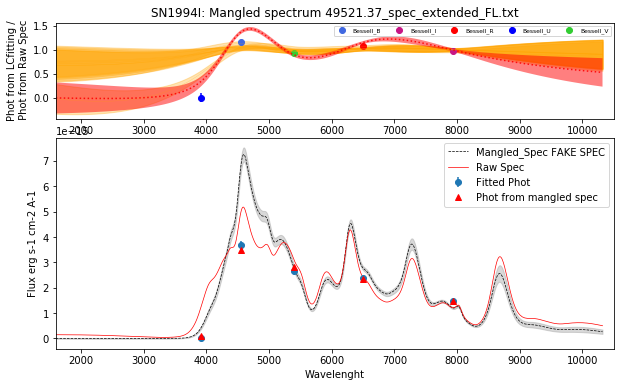 SN1994I: Mangled spectrum 49521.37_spec_extended_FL.txt
Phot from LCfitting /
Phot from Raw Spec
1.5
1.0
0.5
0.0
Bessell_B Bessell_I Bessell_R Bessell_U Bessell_V
2000 3000 4000 5000 6000 7000 8000 9000 10000
Flux erg s-1 cm-2 A-1
7
6
5
4
3
2
1
0
Mangled_Spec FAKE SPEC
Raw Spec
Fitted Phot
Phot from mangled spec
2000 3000 4000 5000 6000 7000 8000 9000 10000
Wavelenght